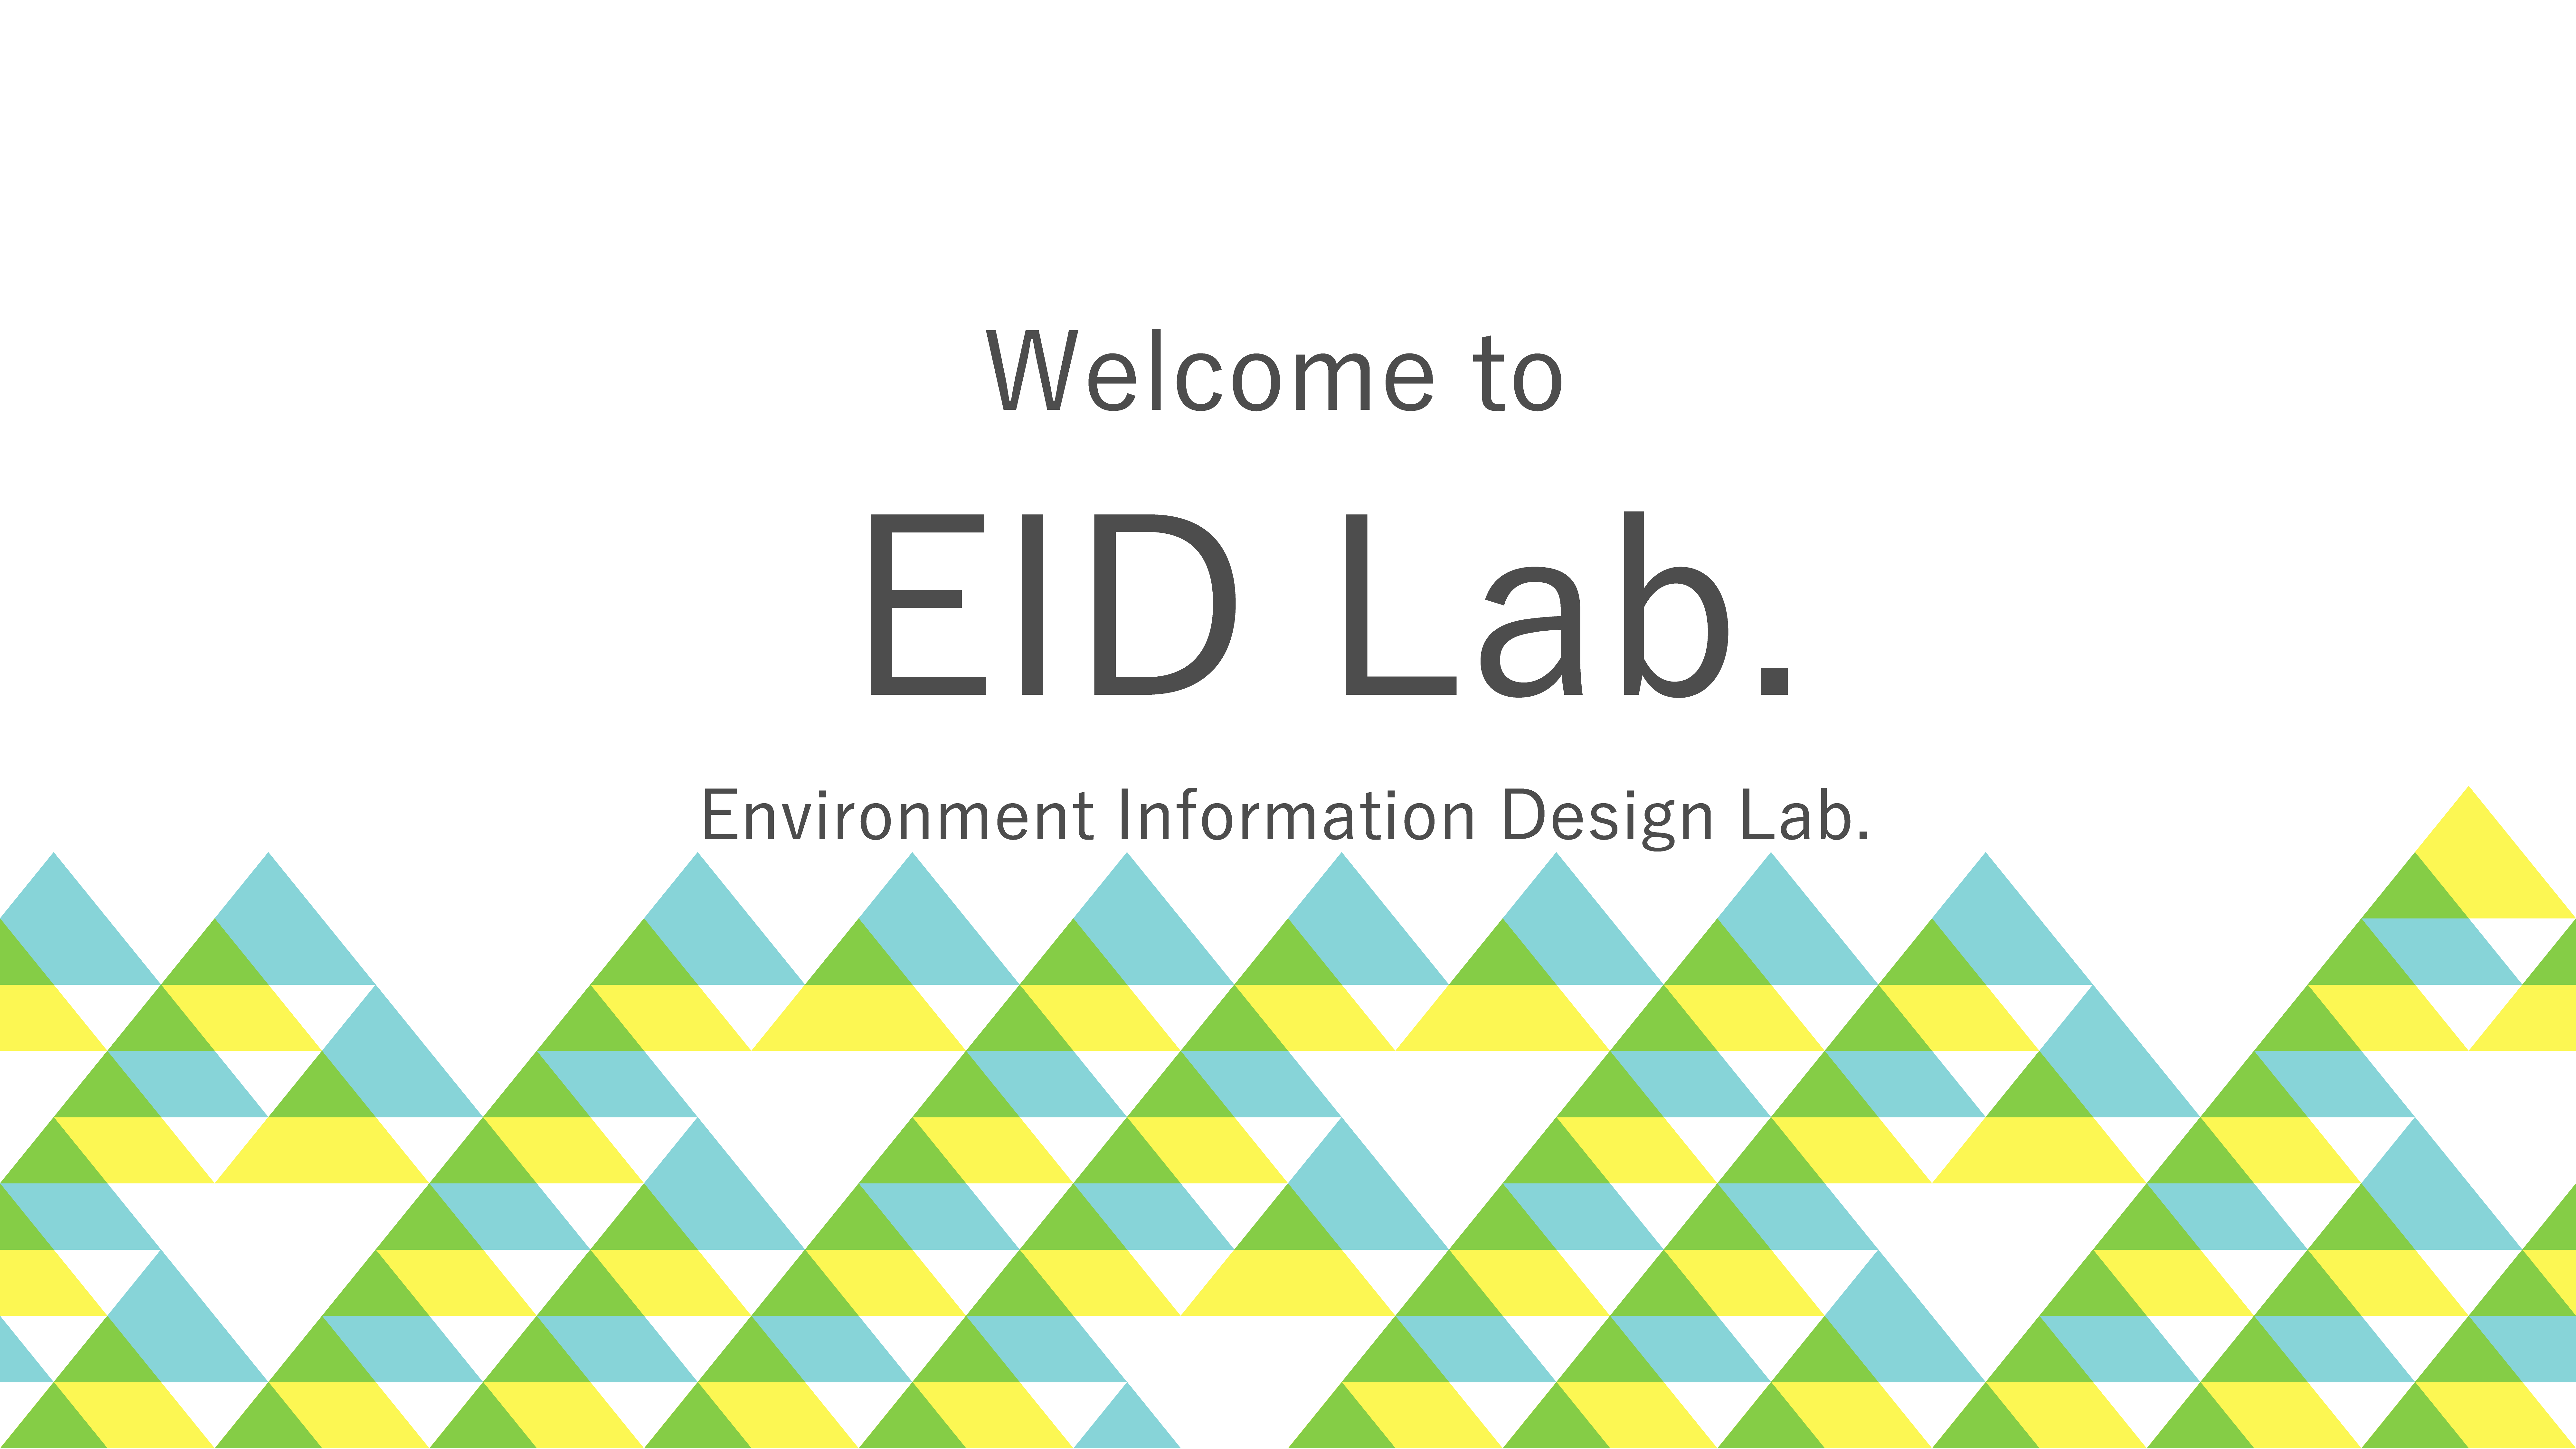 Welcome to
EID Lab.
Environment Information Design Lab.